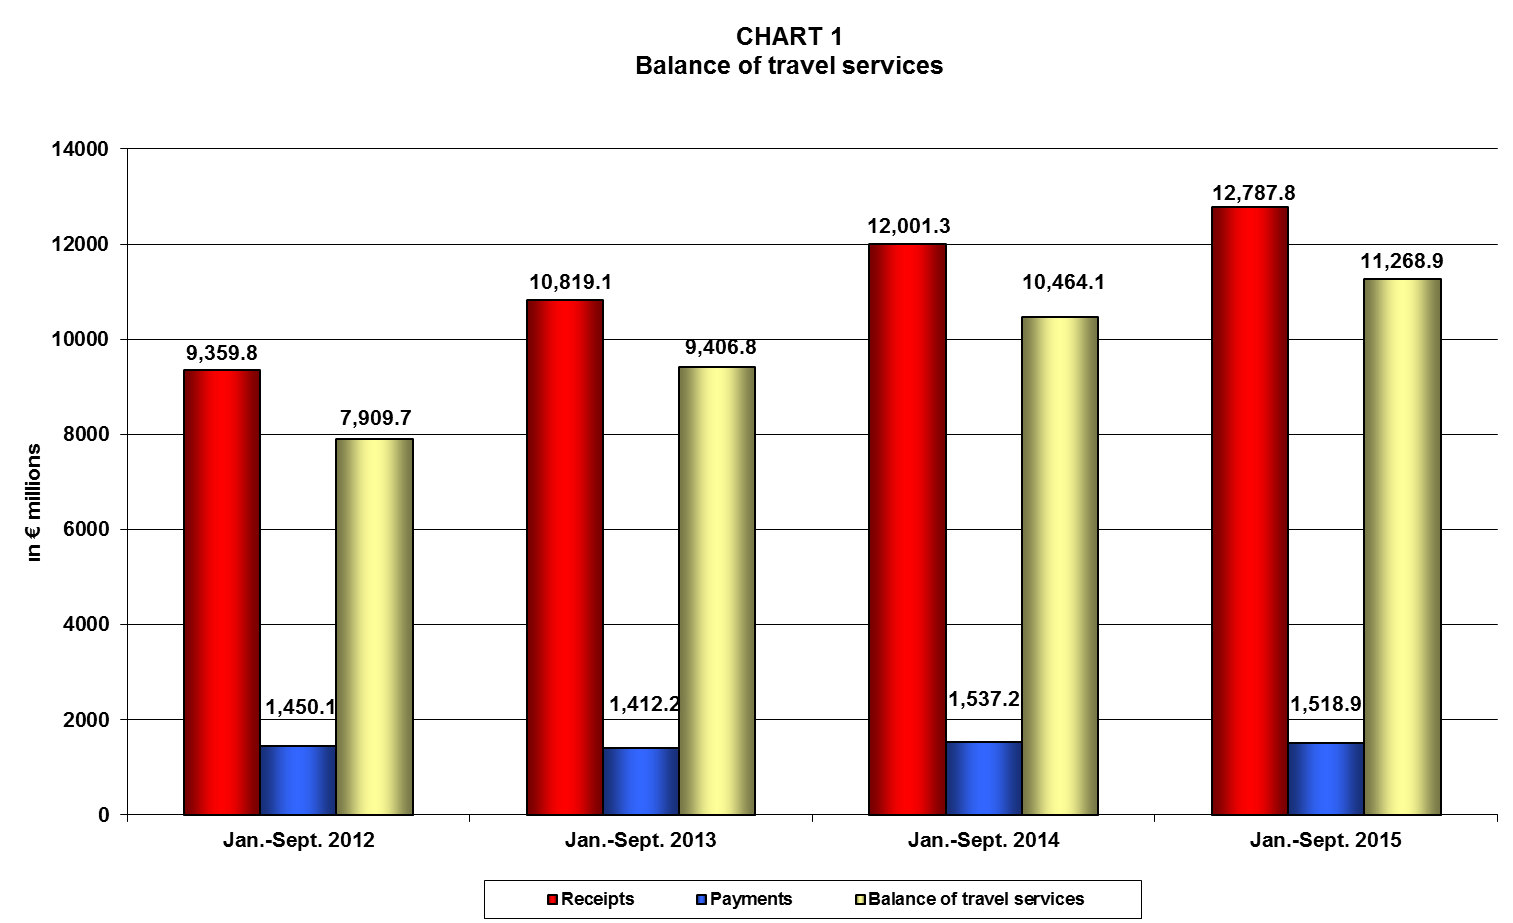 CHART 1
Balance of travel services
14000
12000
10000
8000
6000
4000
2000
0
in € millions
9,359.8
1,450.1
7,909.7
10,819.1
1,412.2
9,406.8
12,001.3
1,537.2
10,464.1
12,787.8
1,518.9
11,268.9
Jan.-Sept. 2012
Jan.-Sept. 2013
Jan.-Sept. 2014
Jan.-Sept. 2015
Receipts
Payments
Balance of travel services